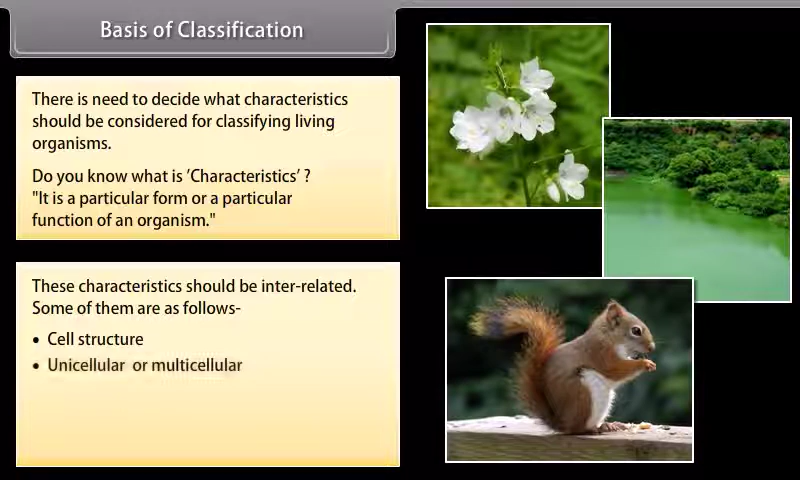 Basis of Classification
There is need to decide what characteristics
should be considered for classifying living
organisms.
Do you know what is ’Characteristics’ ?
"It is a particular form or a particular
function of an organism."
These characteristics should be inter-related.
Some of them are as follows-
• Cell structure
• Unicellular or multicellular